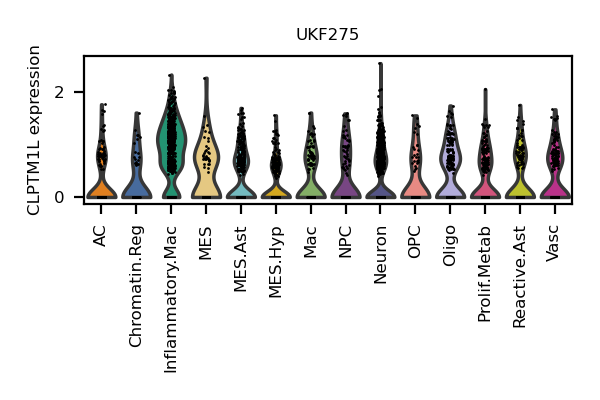 UKF275
CLPTM1L expression
2
0
AC
Chromatin.Reg
Inflammatory.Mac
MES
MES.Ast
MES.Hyp
Mac
NPC
Neuron
OPC
Oligo
Prolif.Metab
Reactive.Ast
Vasc